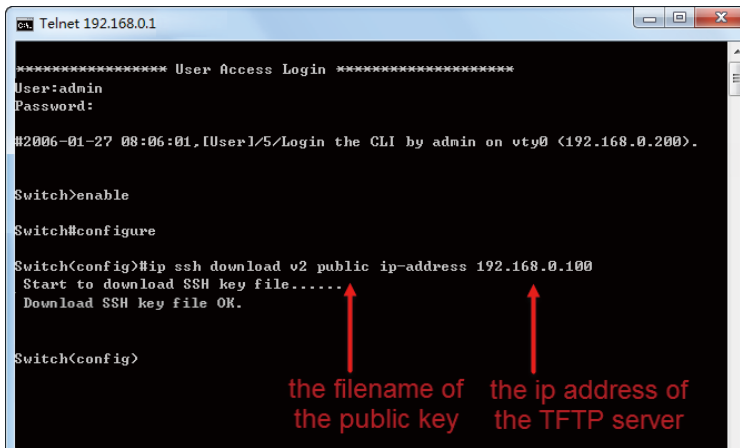 Telnet 192.168.0.1
***************** User Access Login ********************
User:admin
Password:
#2006-01-27 08:06:01,[User]/5/Login the CLI by admin on vty0 (192.168.0.200).
Switch>enable
Switch#configure
Switch(config)#ip ssh download v2 public ip-address 192.168.0.100
Start to download SSH key file......
Download SSH key file OK.
Switch(config)
the filename of the public key
the ip address of the TFTP server